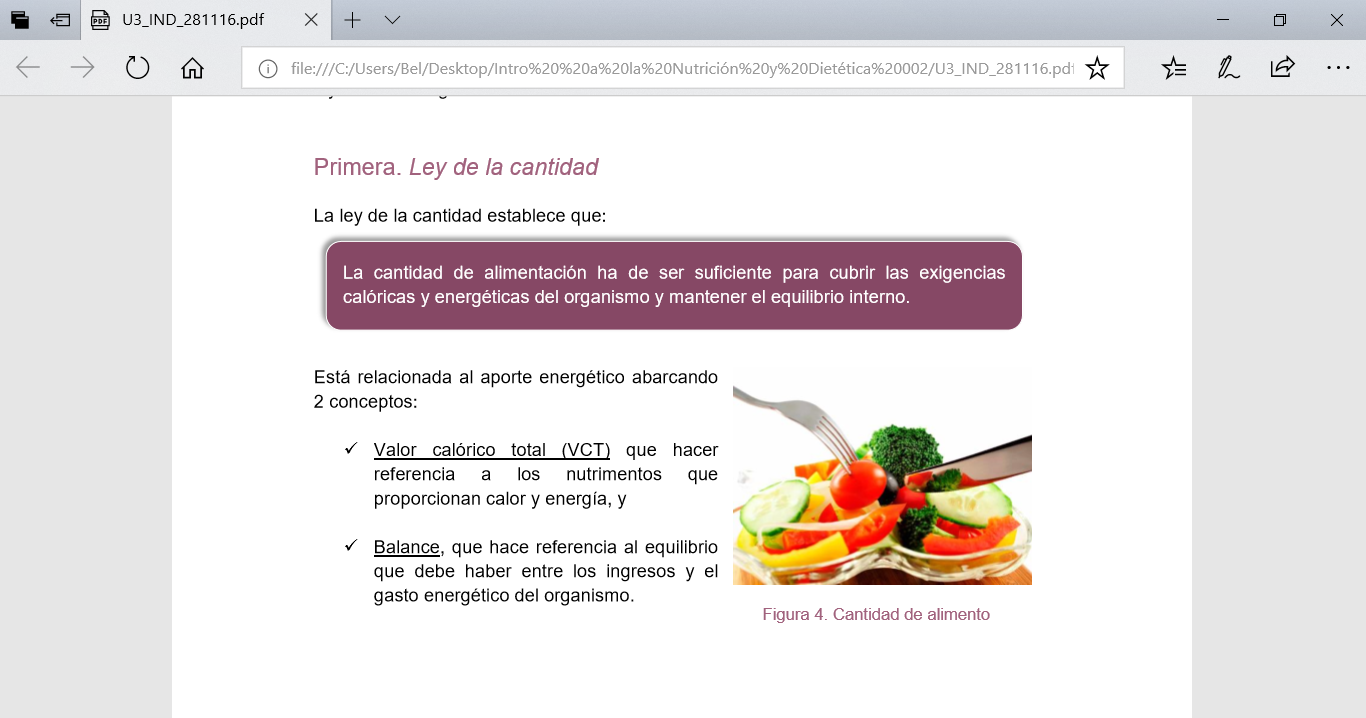 U3_IND_281116.pdf
file:///C:/Users/Bel/Desktop/Intro%20%20a%20la%20Nutrición%20y%20Dietética%20002/U3_IND_281116.pdf
Primera. Ley de la cantidad
La ley de la cantidad establece que:
La cantidad de alimentación ha de ser suficiente para cubrir las exigencias
calóricas y energéticas del organismo y mantener el equilibrio interno.
Está relacionada al aporte energético abarcando
2 conceptos:
✓ Valor calórico total (VCT) que hacer
referencia a los nutrimentos que
proporcionan calor y energía, y
✓ Balance, que hace referencia al equilibrio
que debe haber entre los ingresos y el
gasto energético del organismo.
Figura 4. Cantidad de alimento